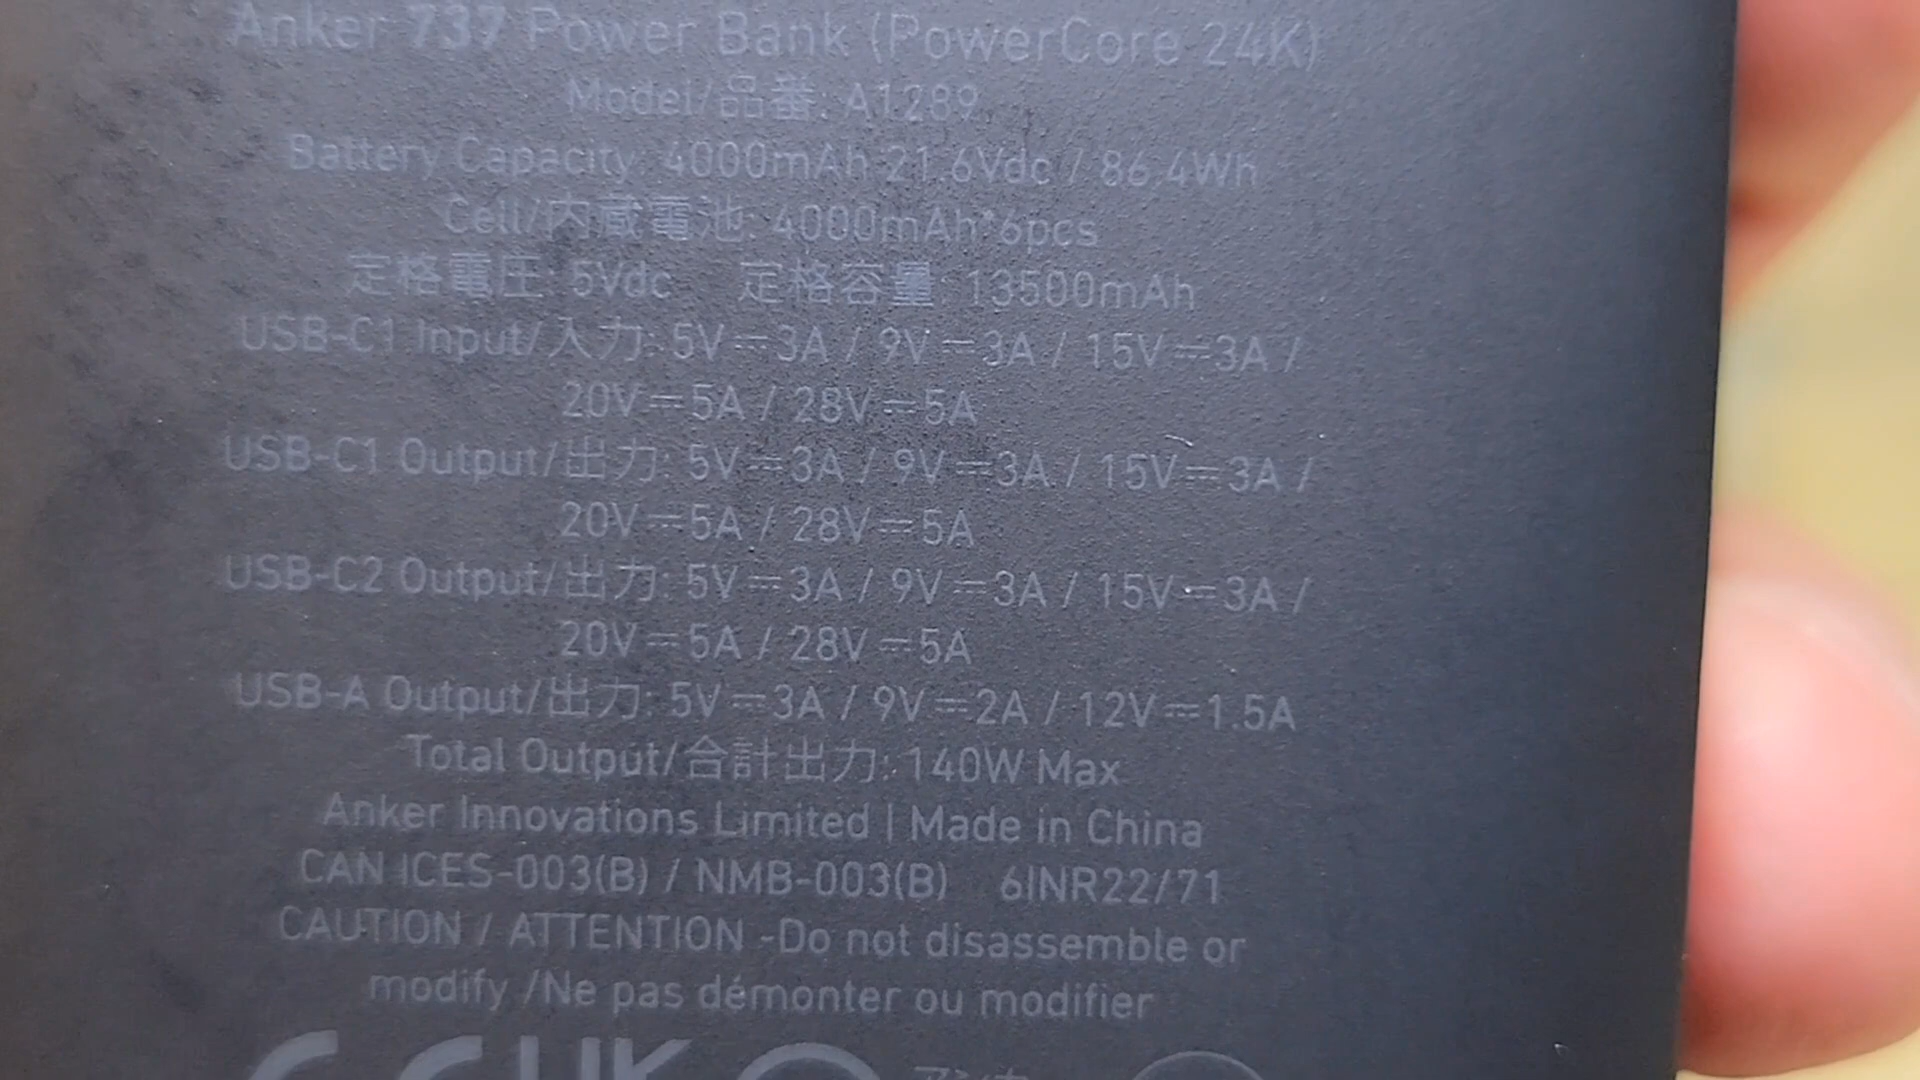 Anker 737 Power Bank (PowerCore 24K)
Model/品番: A1289
Battery Capacity: 4000mAh 21.6Vdc / 86.4Wh
Cell/内蔵電池: 4000mAh*6pcs
定格電圧: 5Vdc 定格容量: 13500mAh
USB-C1 Input/入力: 5V⎓3A / 9V⎓3A / 15V⎓3A /
20V⎓5A / 28V⎓5A
USB-C1 Output/出力: 5V⎓3A / 9V⎓3A / 15V⎓3A /
20V⎓5A / 28V⎓5A
USB-C2 Output/出力: 5V⎓3A / 9V⎓3A / 15V⎓3A /
20V⎓5A / 28V⎓5A
USB-A Output/出力: 5V⎓3A / 9V⎓2A / 12V⎓1.5A
Total Output/合計出力: 140W Max
Anker Innovations Limited | Made in China
CAN ICES-003(B) / NMB-003(B) 6INR22/71
CAUTION / ATTENTION -Do not disassemble or
modify /Ne pas démonter ou modifier